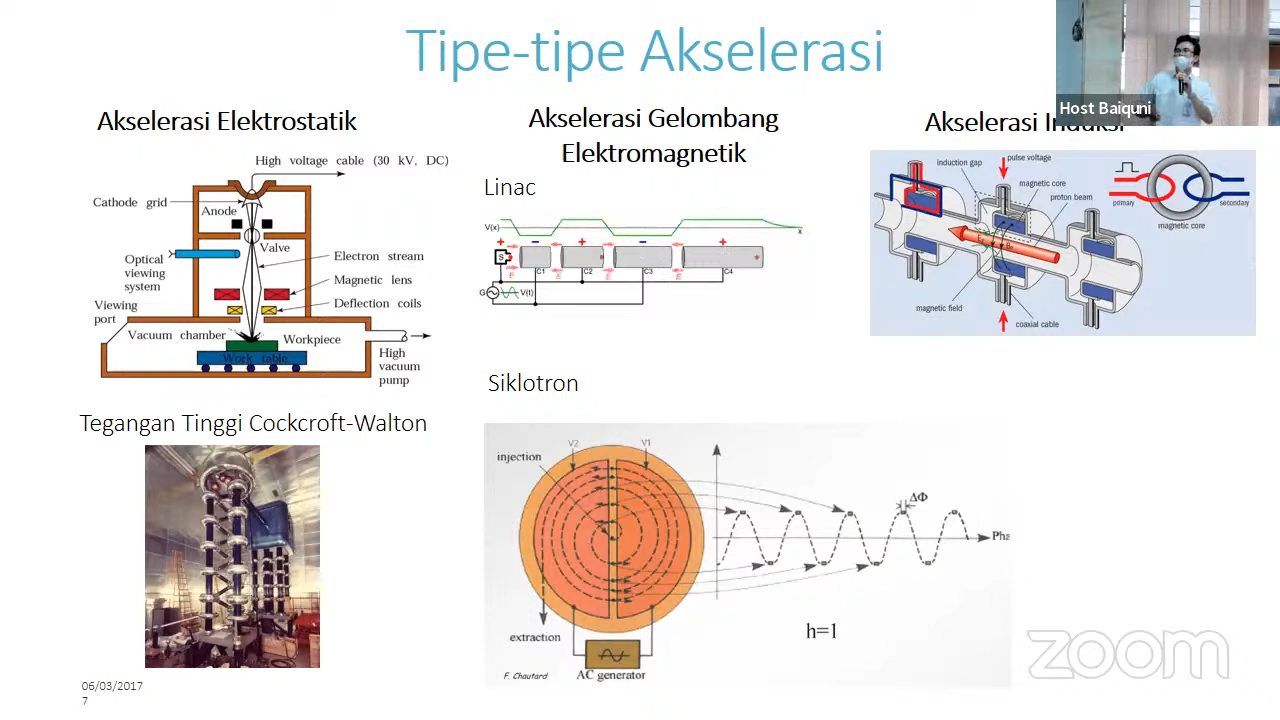 Tipe-tipe Akselerasi
Host Baiquni
Akselerasi Elektrostatik
High voltage cable (30 kV, DC)
Cathode grid
Anode
Valve
Optical
viewing
system
Electron stream
Magnetic lens
Deflection coils
Viewing
port
Vacuum chamber
Workpiece
Work table
High
vacuum
pump
Tegangan Tinggi Cockcroft-Walton
Akselerasi Gelombang
Elektromagnetik
Linac
V(x)
x
+ − + − +
S
C1 C2 C3 C4
G
V(t)
Siklotron
V2 V1
injection
extraction
AC generator
F. Chautard
ΔΦ
h=1
Akselerasi Induksi
induction gap
pulse voltage
magnetic core
proton beam
primary
secondary
magnetic core
magnetic field
coaxial cable
zoom
06/03/2017
7